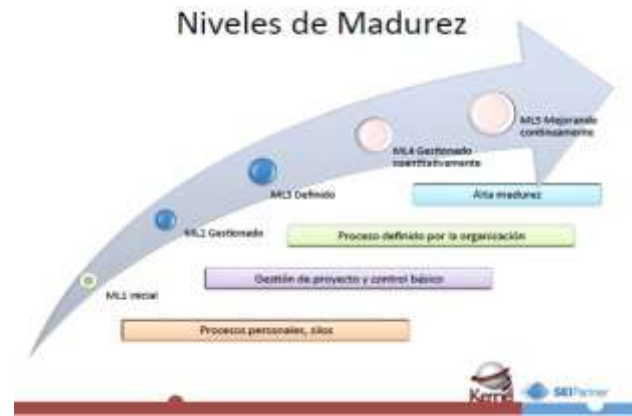 Niveles de Madurez
ML5 Mejorando
continuamente
ML4 Gestionado
cuantitativamente
ML3 Definido
Alta madurez
ML2 Gestionado
Proceso definido por la organización
Gestión de proyecto y control básico
ML1 Inicial
Procesos personales, silos
Kernel
SEI Partner